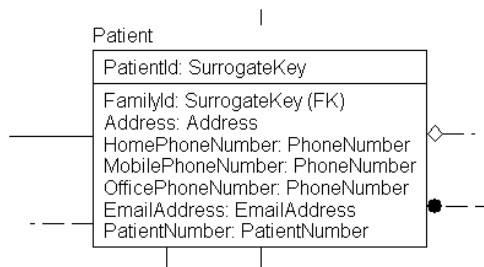 Patient
PatientId: SurrogateKey
FamilyId: SurrogateKey (FK)
Address: Address
HomePhoneNumber: PhoneNumber
MobilePhoneNumber: PhoneNumber
OfficePhoneNumber: PhoneNumber
EmailAddress: EmailAddress
PatientNumber: PatientNumber